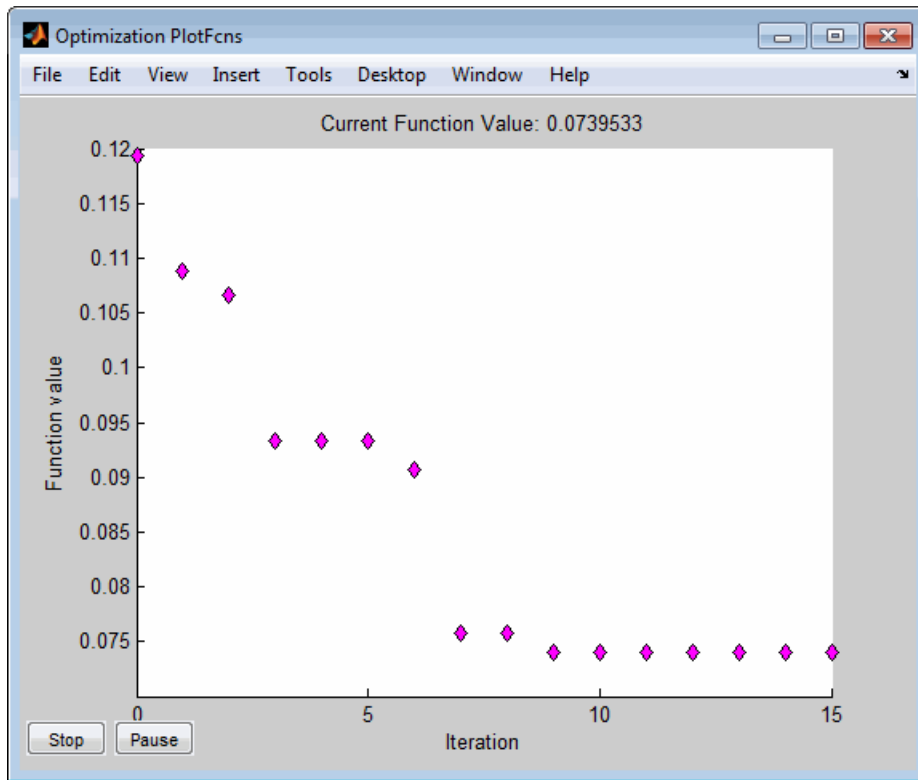 Optimization PlotFcns
File Edit View Insert Tools Desktop Window Help
Current Function Value: 0.0739533
0.12
0.115
0.11
0.105
0.1
0.095
0.09
0.085
0.08
0.075
Function value
0 5 10 15
Iteration
Stop Pause